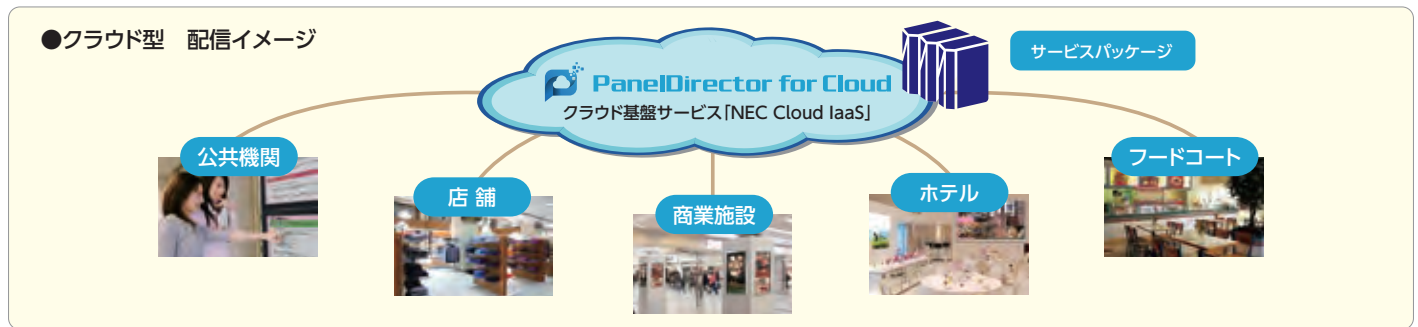 ●クラウド型 配信イメージ
サービスパッケージ
PanelDirector for Cloud
クラウド基盤サービス「NEC Cloud IaaS」
公共機関
店舗
商業施設
ホテル
フードコート